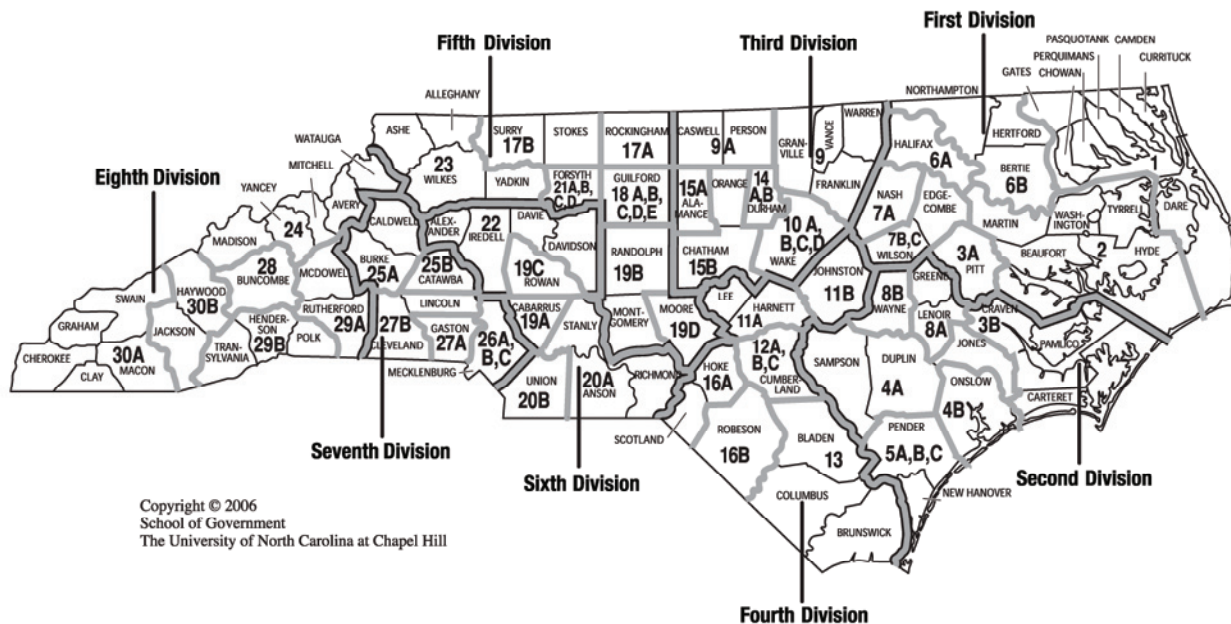 First Division
Fifth Division
Third Division
PASQUOTANK
CAMDEN
PERQUIMANS
CURRITUCK
GATES
CHOWAN
ALLEGHANY
NORTHAMPTON
WARREN
ASHE
SURRY
17B
STOKES
ROCKINGHAM
17A
CASWELL
PERSON
9A
GRAN-
VILLE
VANCE
9
HERTFORD
WATAUGA
HALIFAX
6A
MITCHELL
23
WILKES
YADKIN
FORSYTH
21A,B,
C,D
GUILFORD
18 A,B,
C,D,E
15A
ALA-
MANCE
ORANGE
14
A,B
DURHAM
FRANKLIN
BERTIE
6B
1
Eighth Division
YANCEY
NASH
7A
EDGE-
COMBE
MARTIN
WASH-
INGTON
TYRRELL
DARE
AVERY
CALDWELL
ALEX-
ANDER
22
IREDELL
DAVIE
DAVIDSON
10 A,
B,C,D
WAKE
24
MADISON
7B,C
WILSON
BEAUFORT
2
HYDE
RANDOLPH
19B
CHATHAM
15B
28
BUNCOMBE
MCDOWELL
BURKE
25A
25B
CATAWBA
19C
ROWAN
JOHNSTON
11B
GREENE
3A
PITT
SWAIN
HAYWOOD
30B
LEE
HARNETT
11A
8B
WAYNE
CRAVEN
3B
LINCOLN
CABARRUS
19A
STANLY
MONT-
GOMERY
MOORE
19D
RUTHERFORD
29A
HENDER-
SON
29B
POLK
27B
CLEVELAND
GASTON
27A
26A,
B,C
LENOIR
8A
JONES
PAMLICO
GRAHAM
JACKSON
TRAN-
SYLVANIA
CHEROKEE
30A
MACON
CLAY
MECKLENBURG
12A,
B,C
CUMBER-
LAND
SAMPSON
DUPLIN
4A
ONSLOW
4B
CARTERET
UNION
20B
20A
ANSON
RICHMOND
HOKE
16A
SCOTLAND
ROBESON
16B
BLADEN
13
PENDER
5A,B,C
Seventh Division
Sixth Division
Second Division
COLUMBUS
NEW HANOVER
BRUNSWICK
Copyright © 2006
School of Government
The University of North Carolina at Chapel Hill
Fourth Division